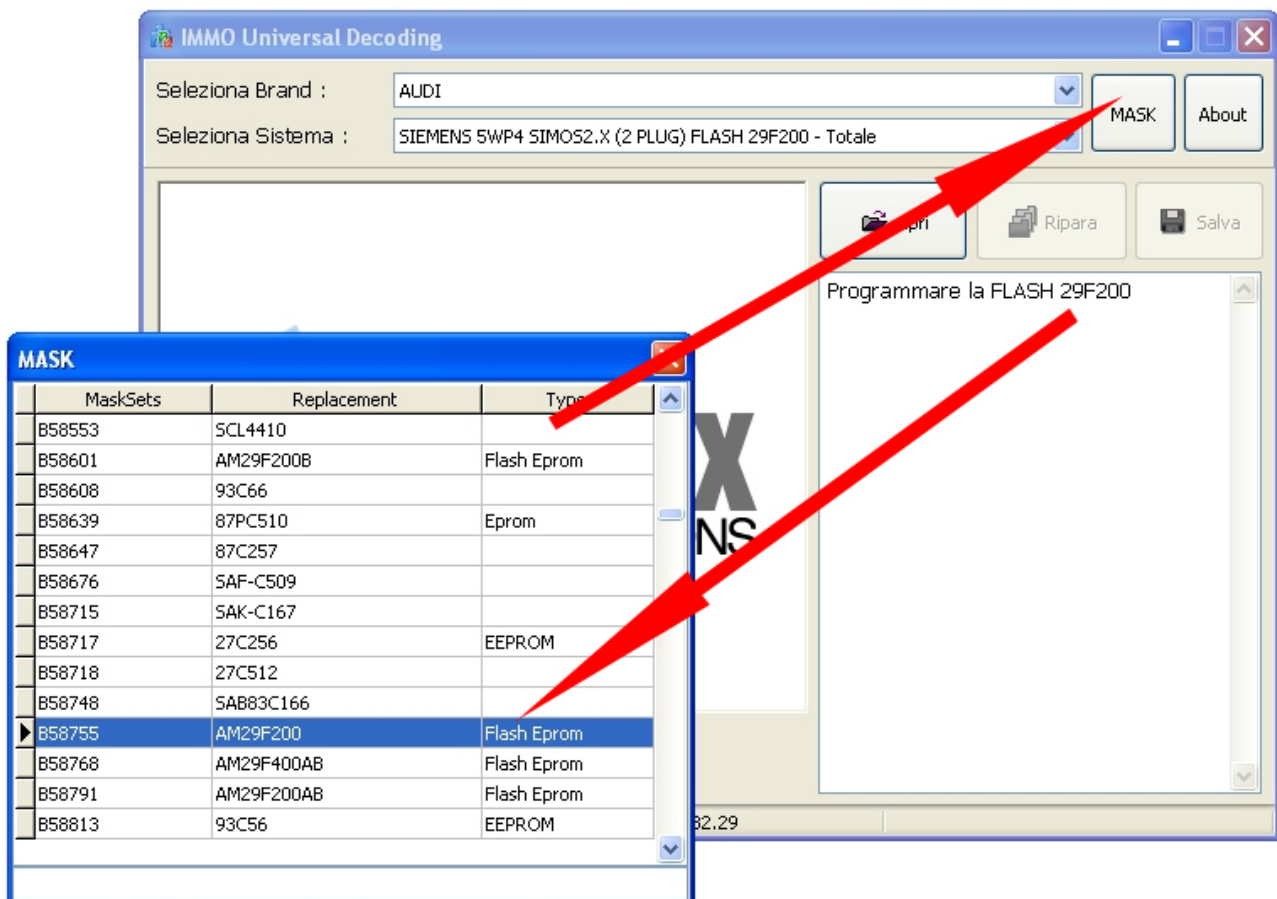 IMMO Universal Decoding
Seleziona Brand :
AUDI
MASK
About
Seleziona Sistema :
SIEMENS 5WP4 SIMOS2.X (2 PLUG) FLASH 29F200 - Totale
Ripara
Salva
Programmare la FLASH 29F200
MASK
MaskSets Replacement Type
B58553 SCL4410
B58601 AM29F200B Flash Eprom
B58608 93C66
B58639 87PC510 Eprom
B58647 87C257
B58676 SAF-C509
B58715 SAK-C167
B58717 27C256 EEPROM
B58718 27C512
B58748 SAB83C166
B58755 AM29F200 Flash Eprom
B58768 AM29F400AB Flash Eprom
B58791 AM29F200AB Flash Eprom
B58813 93C56 EEPROM
X
NS
32.29